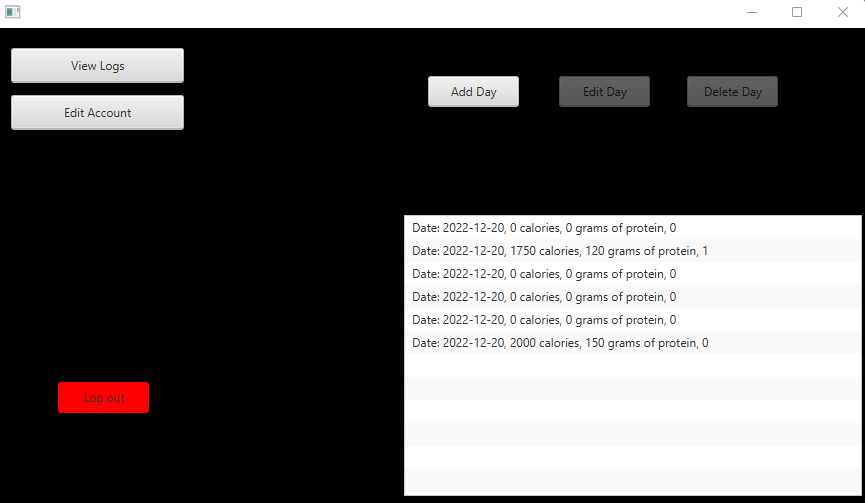 View Logs
Edit Account
Add Day
Edit Day
Delete Day
Date: 2022-12-20, 0 calories, 0 grams of protein, 0
Date: 2022-12-20, 1750 calories, 120 grams of protein, 1
Date: 2022-12-20, 0 calories, 0 grams of protein, 0
Date: 2022-12-20, 0 calories, 0 grams of protein, 0
Date: 2022-12-20, 0 calories, 0 grams of protein, 0
Date: 2022-12-20, 2000 calories, 150 grams of protein, 0
Log out